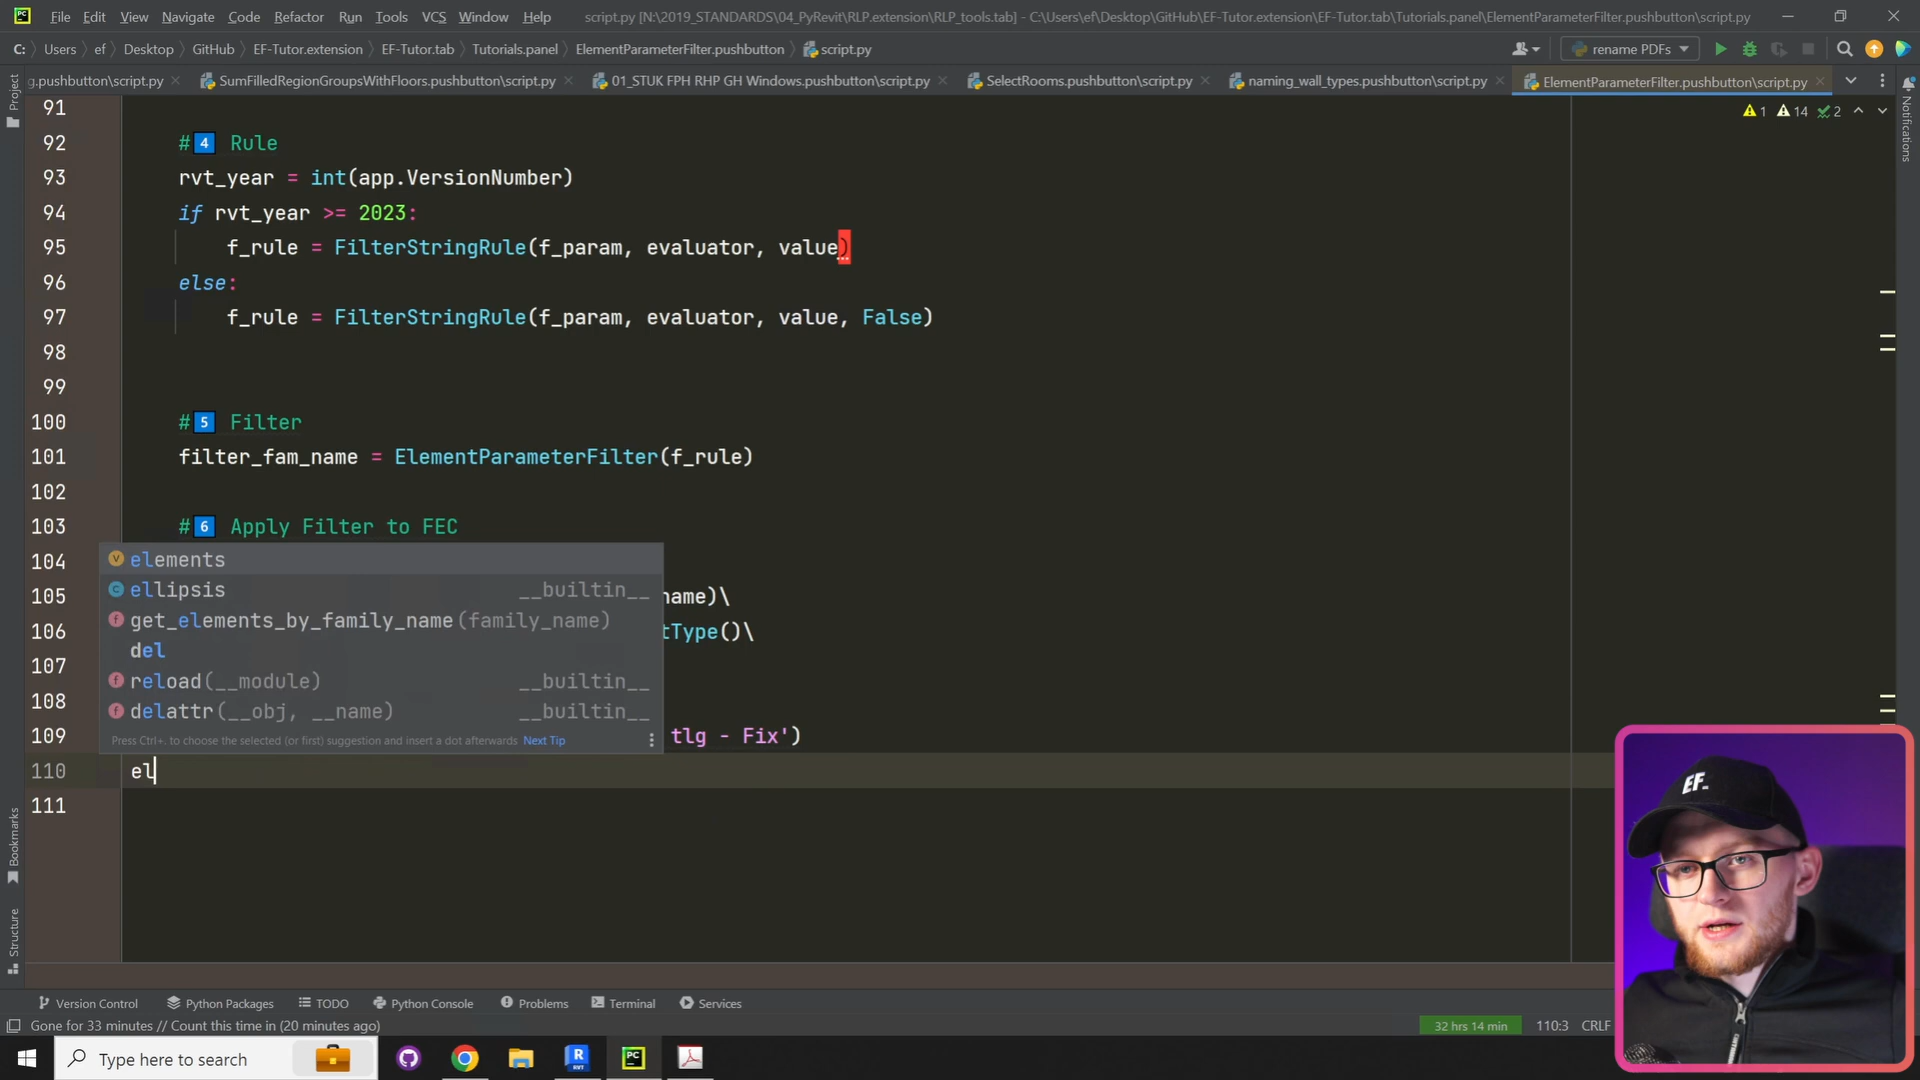 PC File Edit View Navigate Code Refactor Run Tools VCS Window Help script.py [N:\2019_STANDARDS\04_PyRevit\RLP.extension\RLP_tools.tab] - C:\Users\ef\Desktop\GitHub\EF-Tutor.extension\EF-Tutor.tab\Tutorials.panel\ElementParameterFilter.pushbutton\script.py
C: Users ef Desktop GitHub EF-Tutor.extension EF-Tutor.tab Tutorials.panel ElementParameterFilter.pushbutton script.py rename PDFs
g.pushbutton\script.py SumFilledRegionGroupsWithFloors.pushbutton\script.py 01_STUK FPH RHP GH Windows.pushbutton\script.py SelectRooms.pushbutton\script.py naming_wall_types.pushbutton\script.py ElementParameterFilter.pushbutton\script.py
Project
Notifications
1 14 2
91
92 #4 Rule
93 rvt_year = int(app.VersionNumber)
94 if rvt_year >= 2023:
95 f_rule = FilterStringRule(f_param, evaluator, value)
96 else:
97 f_rule = FilterStringRule(f_param, evaluator, value, False)
98
99
100 #5 Filter
101 filter_fam_name = ElementParameterFilter(f_rule)
102
103 #6 Apply Filter to FEC
104
105 name)\
106 tType()\
107
108
109 tlg - Fix')
elements
ellipsis __builtin__
get_elements_by_family_name(family_name)
del
reload(__module) __builtin__
delattr(__obj, __name) __builtin__
Press Ctrl+. to choose the selected (or first) suggestion and insert a dot afterwards Next Tip
110 el
111
Bookmarks
Structure
EF.
Version Control Python Packages TODO Python Console Problems Terminal Services
Gone for 33 minutes // Count this time in (20 minutes ago) 32 hrs 14 min 110:3 CRLF
Type here to search R RVT PC